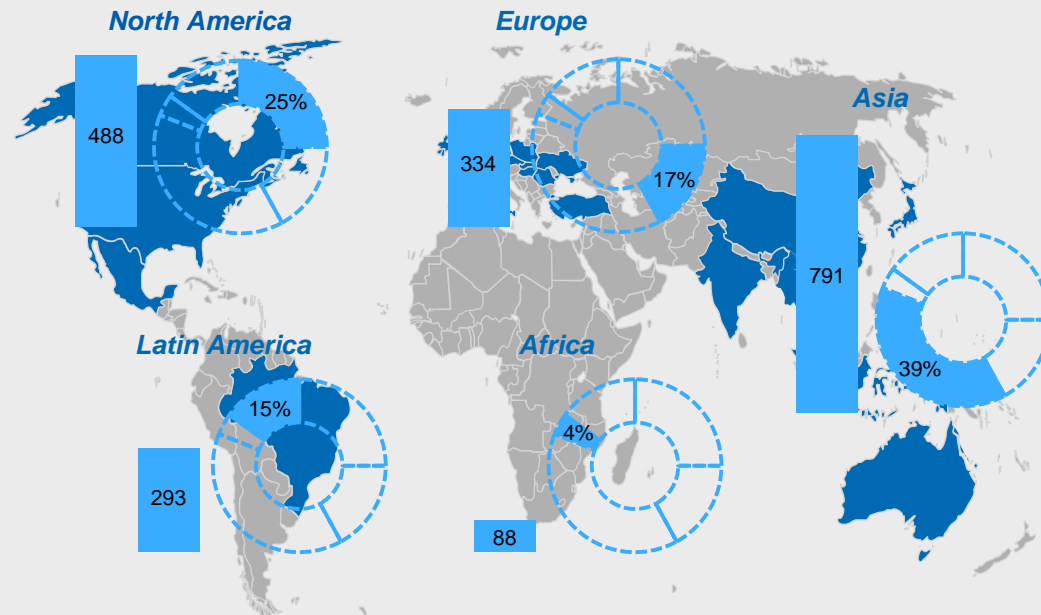 North America
Europe
25%
Asia
488
334
17%
791
Latin America
Africa
39%
15%
4%
293
88